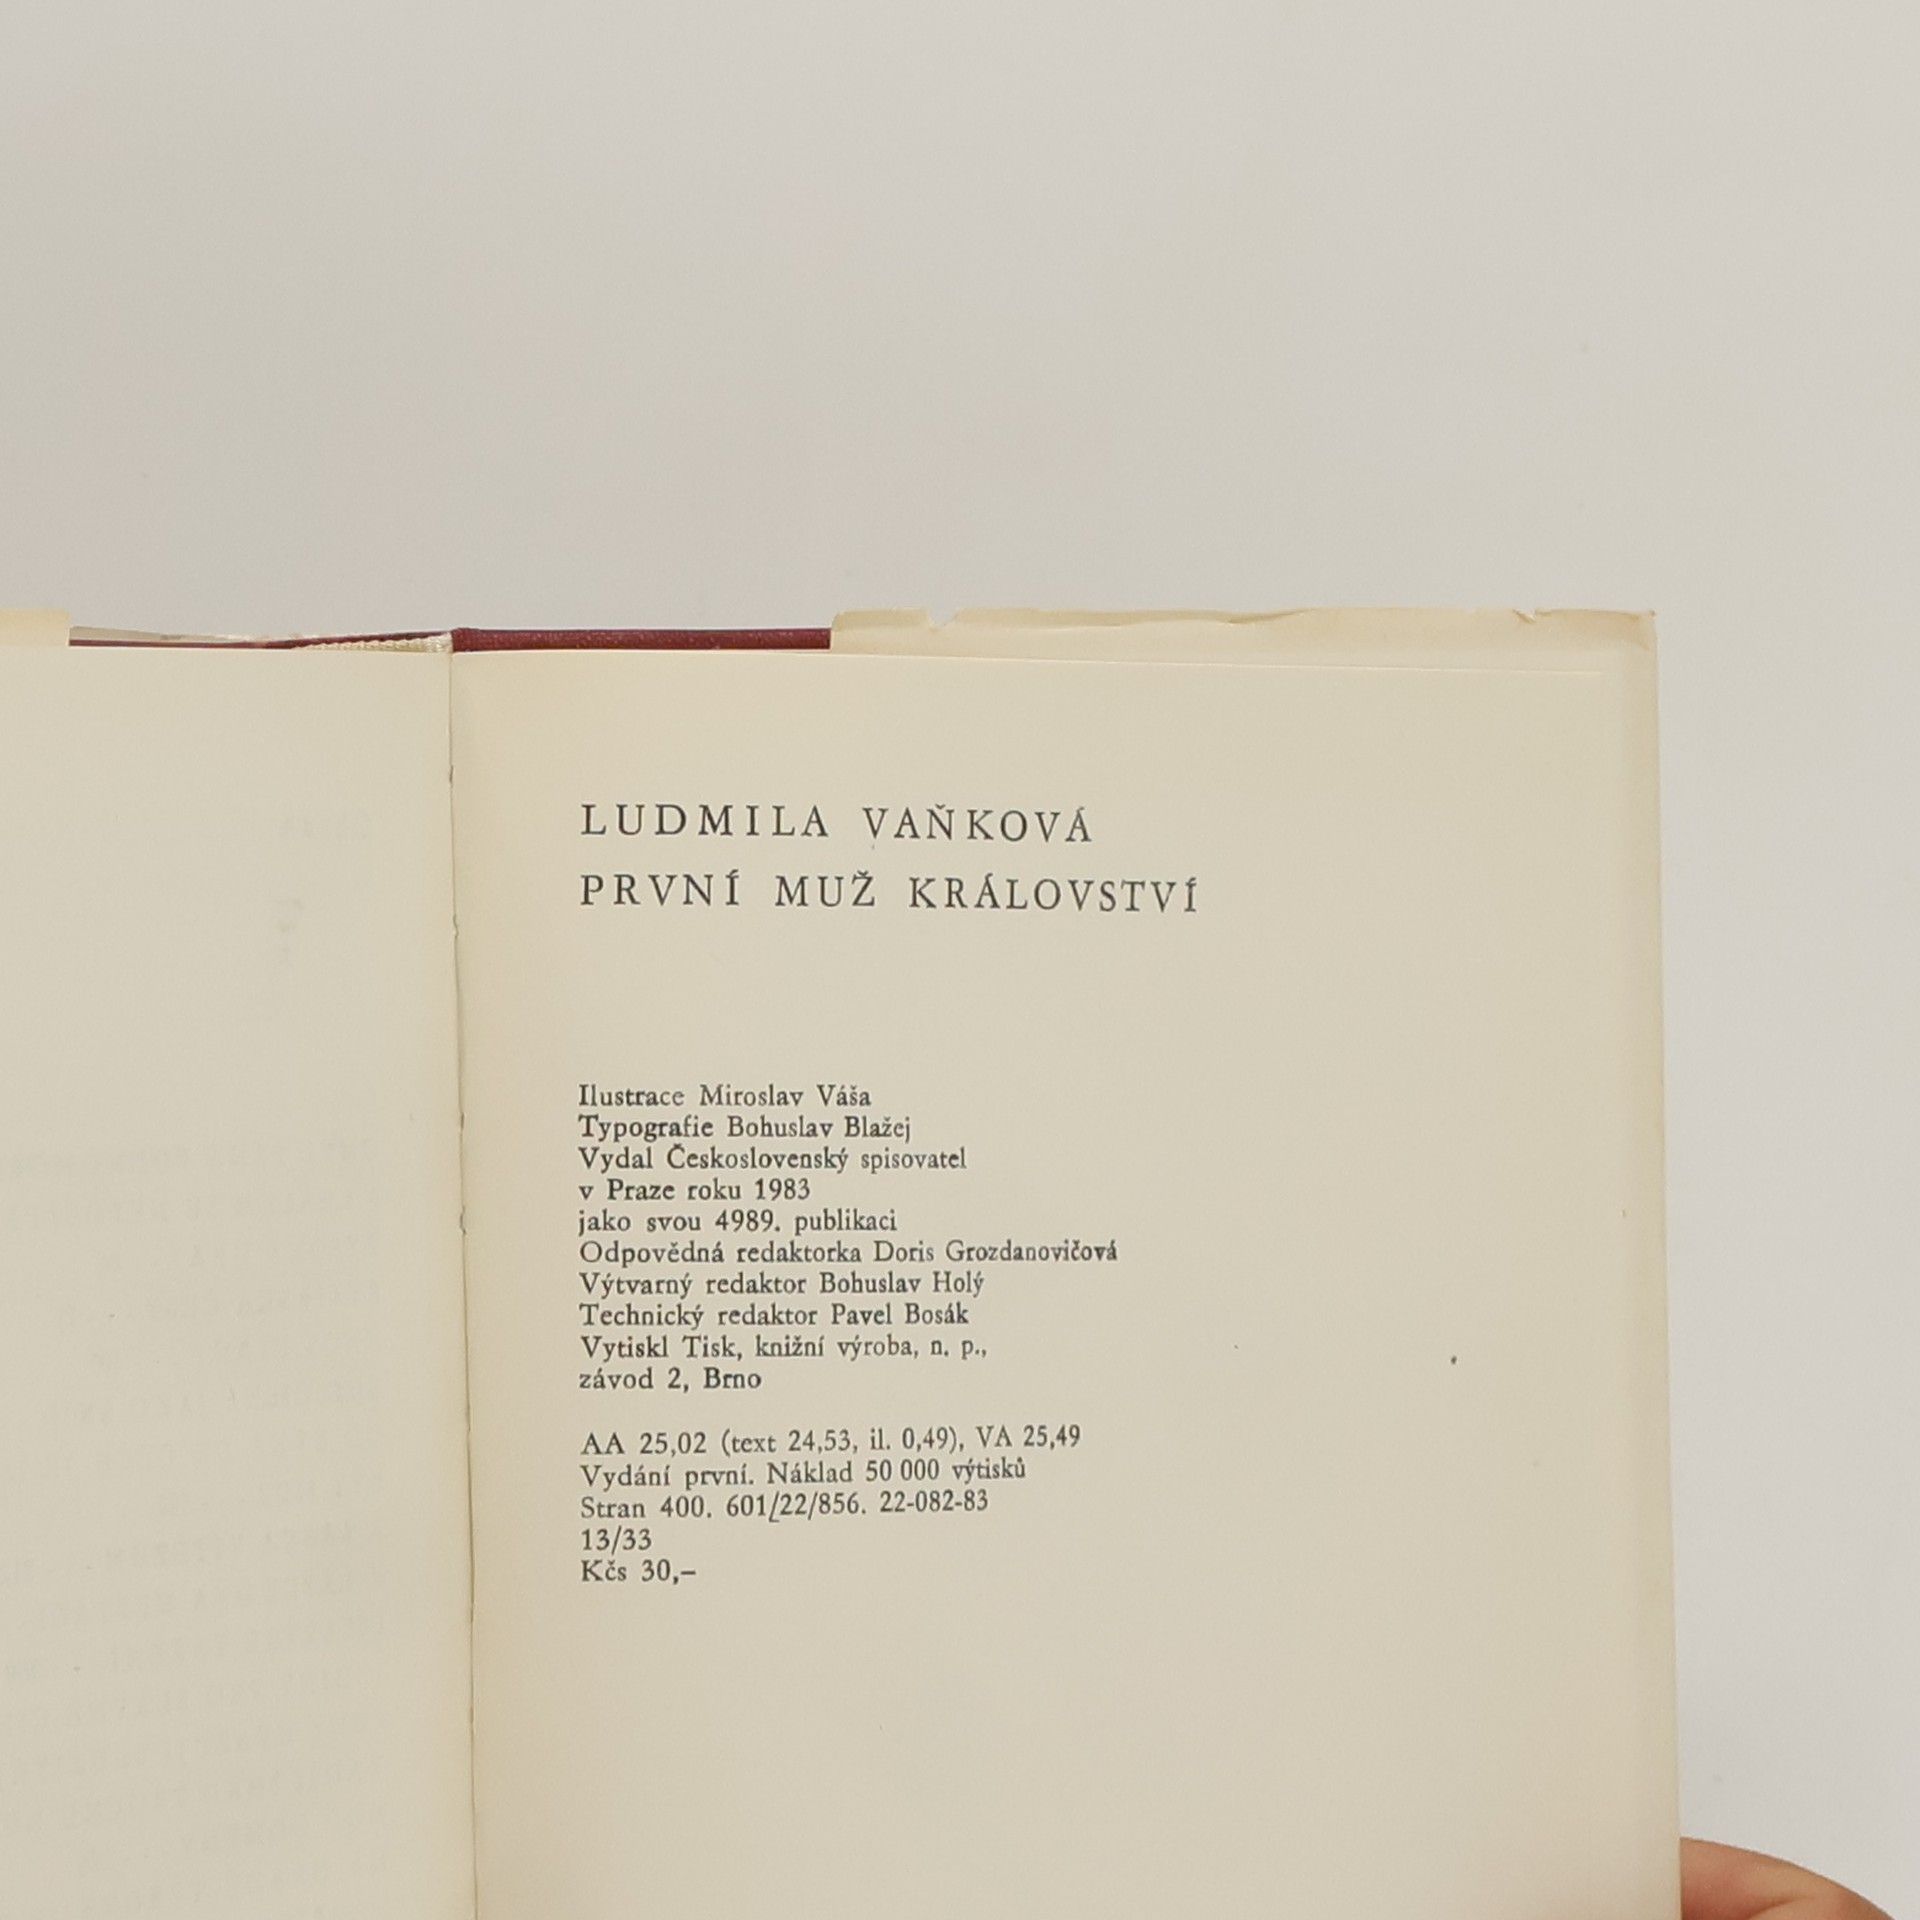 LUDMILA VAŇKOVÁ
PRVNÍ MUŽ KRÁLOVSTVÍ
Ilustrace Miroslav Váša
Typografie Bohuslav Blažej
Vydal Československý spisovatel
v Praze roku 1983
jako svou 4989. publikaci
Odpovědná redaktorka Doris Grozdanovičová
Výtvarný redaktor Bohuslav Holý
Technický redaktor Pavel Bosák
Vytiskl Tisk, knižní výroba, n. p.,
závod 2, Brno
AA 25,02 (text 24,53, il. 0,49), VA 25,49
Vydání první. Náklad 50 000 výtisků
Stran 400. 601/22/856. 22-082-83
13/33
Kčs 30,–